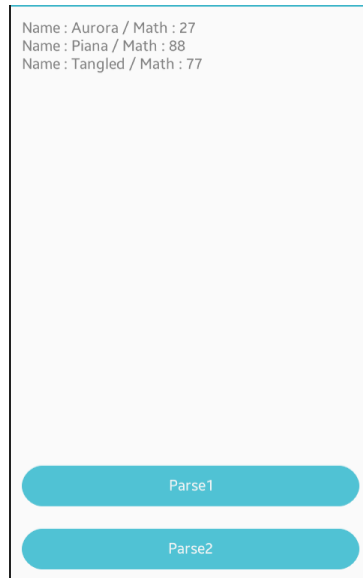 Name : Aurora / Math : 27
Name : Piana / Math : 88
Name : Tangled / Math : 77
Parse1
Parse2